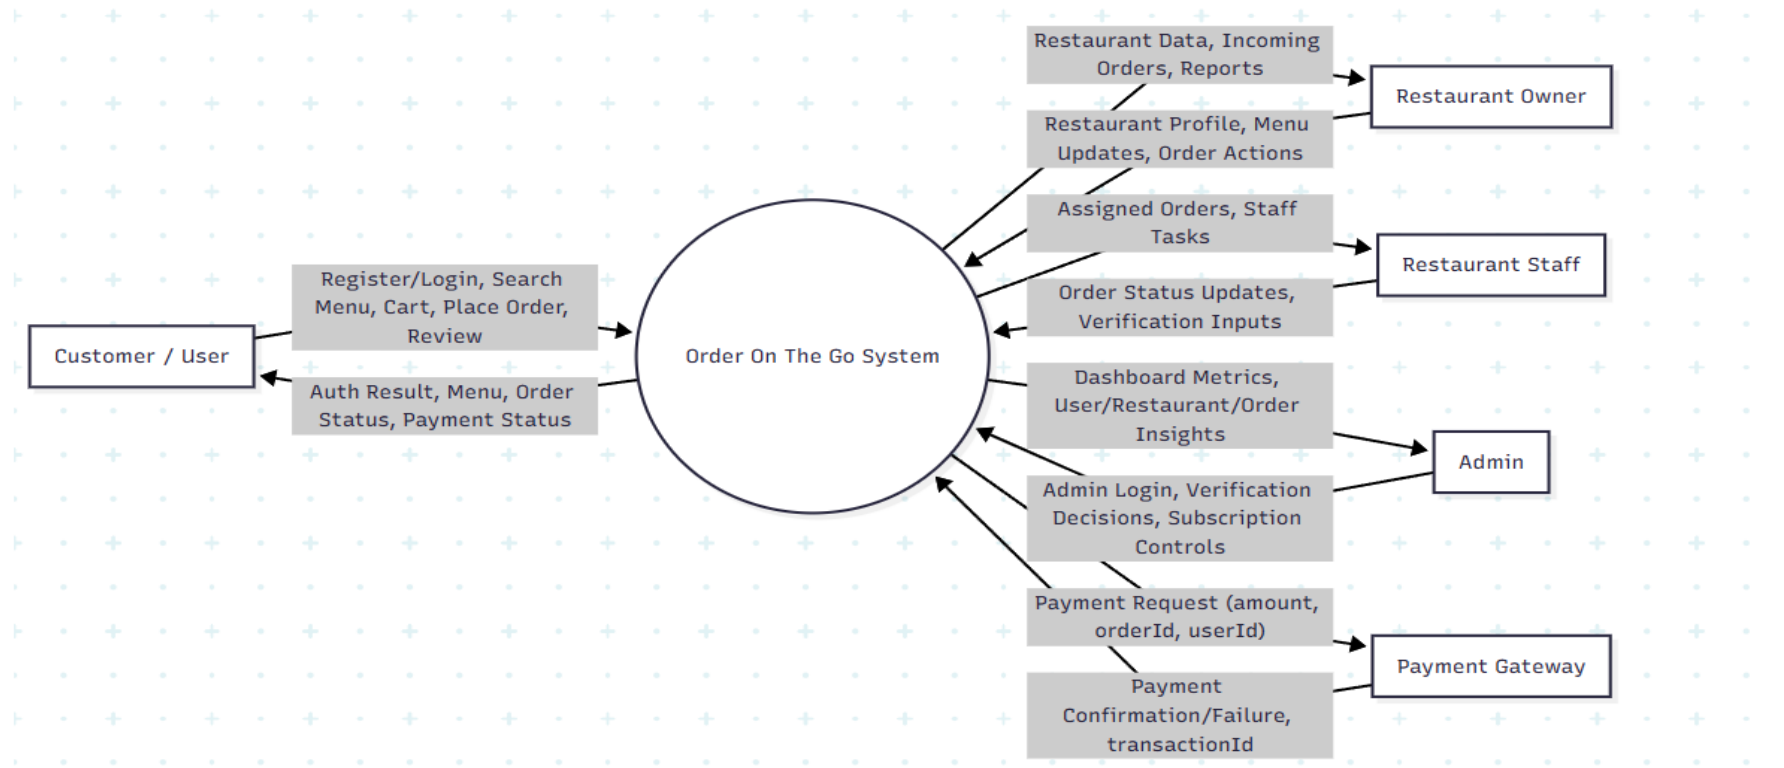 Customer / User
Register/Login, Search
Menu, Cart, Place Order,
Review
Auth Result, Menu, Order
Status, Payment Status
Order On The Go System
Restaurant Data, Incoming
Orders, Reports
Restaurant Profile, Menu
Updates, Order Actions
Restaurant Owner
Assigned Orders, Staff
Tasks
Order Status Updates,
Verification Inputs
Restaurant Staff
Dashboard Metrics,
User/Restaurant/Order
Insights
Admin Login, Verification
Decisions, Subscription
Controls
Admin
Payment Request (amount,
orderId, userId)
Payment
Confirmation/Failure,
transactionId
Payment Gateway